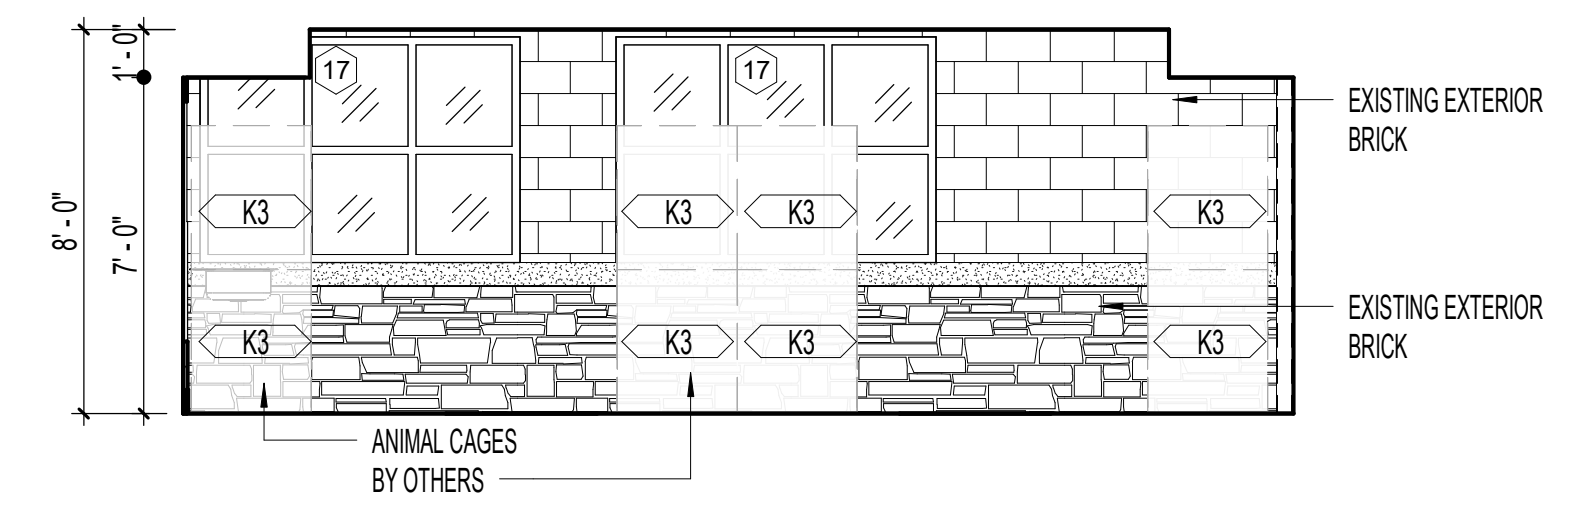 1' - 0"
17
17
EXISTING EXTERIOR
BRICK
8' - 0"
7' - 0"
K3
K3
K3
K3
EXISTING EXTERIOR
BRICK
K3
K3
K3
K3
ANIMAL CAGES
BY OTHERS